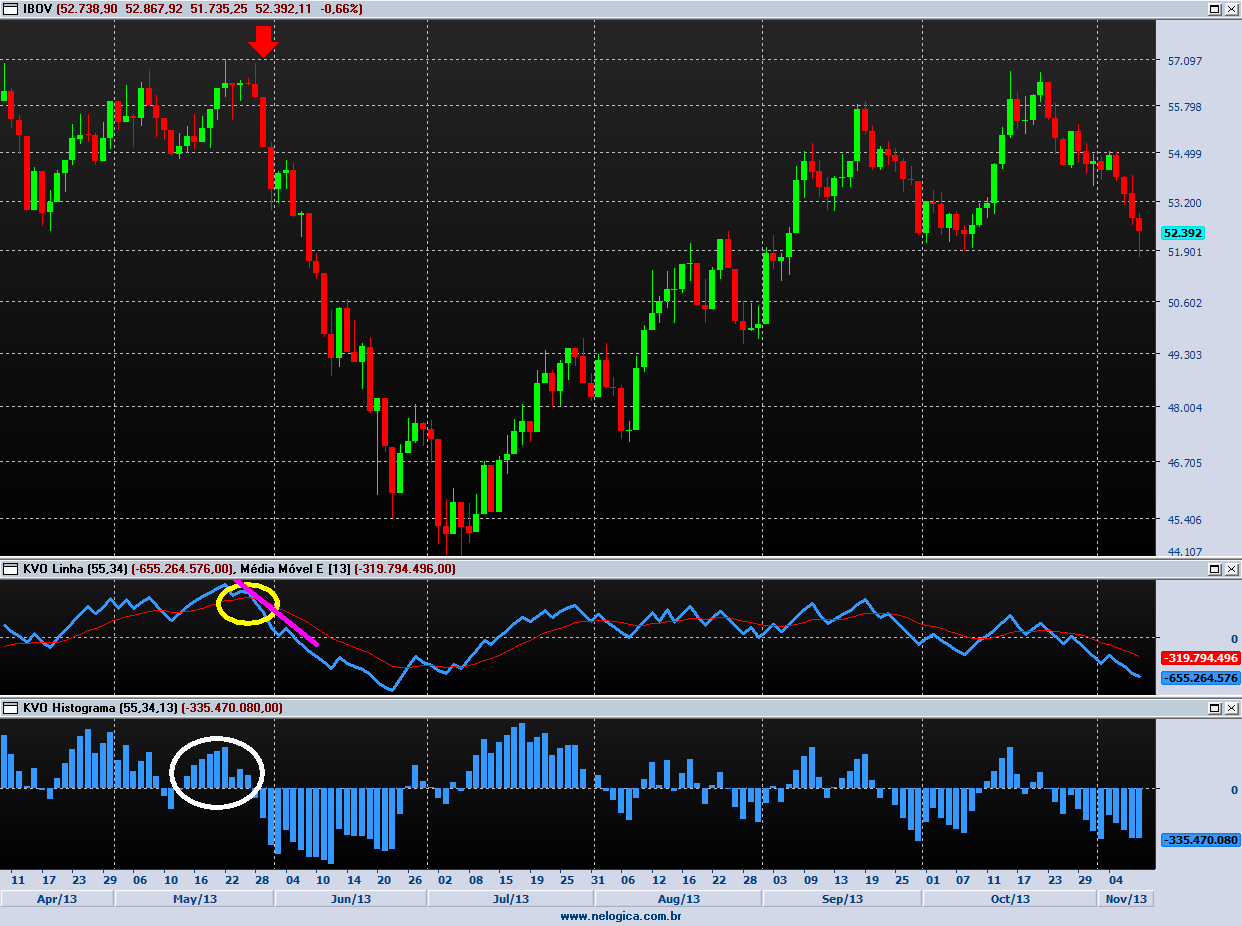 IBOV (52.738,90 52.867,92 51.735,25 52.392,11 -0,66%)
57.097
55.798
54.499
53.200
52.392
51.901
50.602
49.303
48.004
46.705
45.406
44.107
KVO Linha (55,34) (-655.264.576,00), Média Móvel E [13] (-319.794.496,00)
0
-319.794.496
-655.264.576
KVO Histograma (55,34,13) (-335.470.080,00)
0
-335.470.080
11 17 23 29 06 10 16 22 28 04 10 14 20 26 02 08 15 19 25 31 06 12 16 22 28 03 09 13 19 25 01 07 11 17 23 29 04
Apr/13 May/13 Jun/13 Jul/13 Aug/13 Sep/13 Oct/13 Nov/13
www.nelogica.com.br